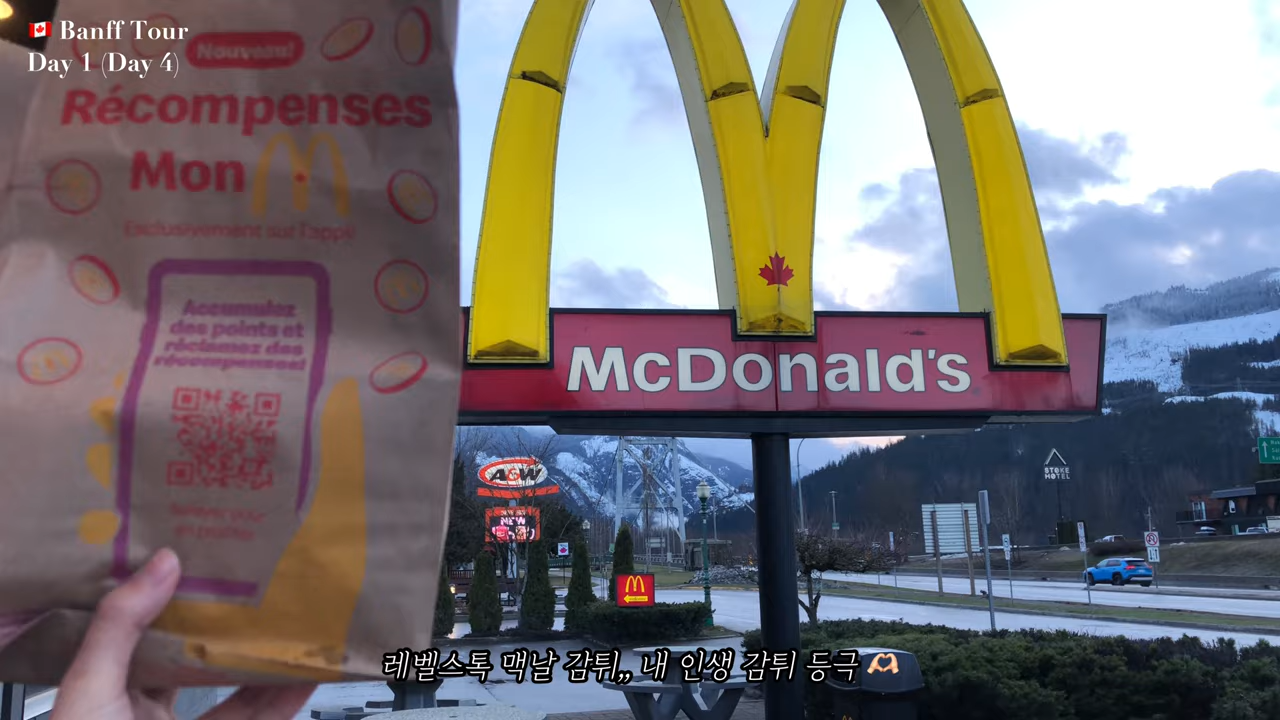 🇨🇦 Banff Tour
Day 1 (Day 4)
Nouveau!
Récompenses
Mon
Exclusivement sur l'appli
Accumulez
des points et
réclamez des
récompenses!
McDonald's
A&W
STOKE
HOTEL
레벨스톡 맥날 감튀,, 내 인생 감튀 등극